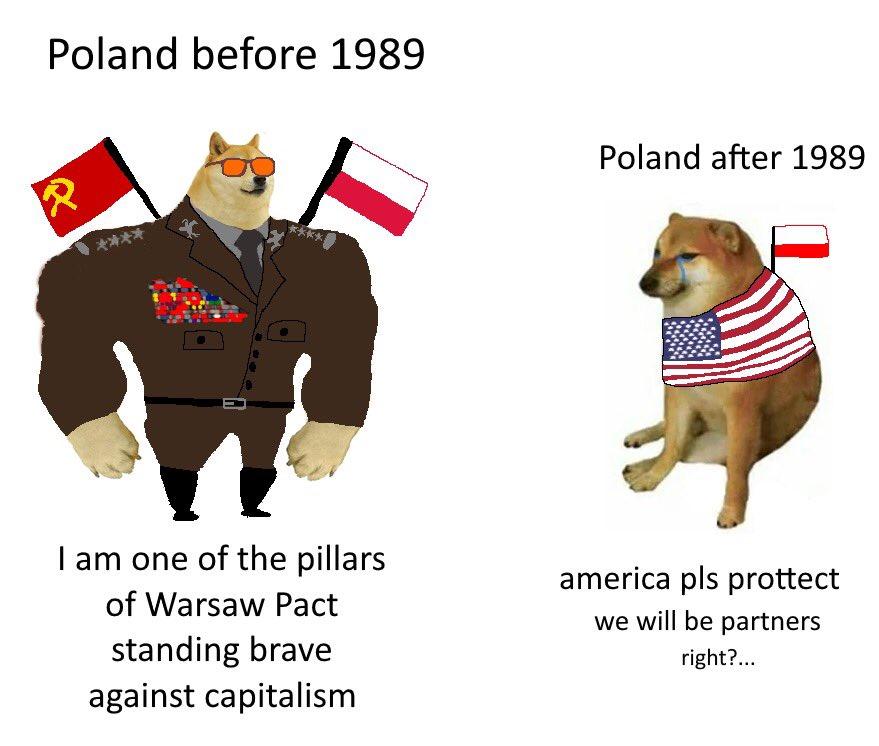 Poland before 1989
Poland after 1989
I am one of the pillars
of Warsaw Pact
standing brave
against capitalism
america pls prottect
we will be partners
right?...